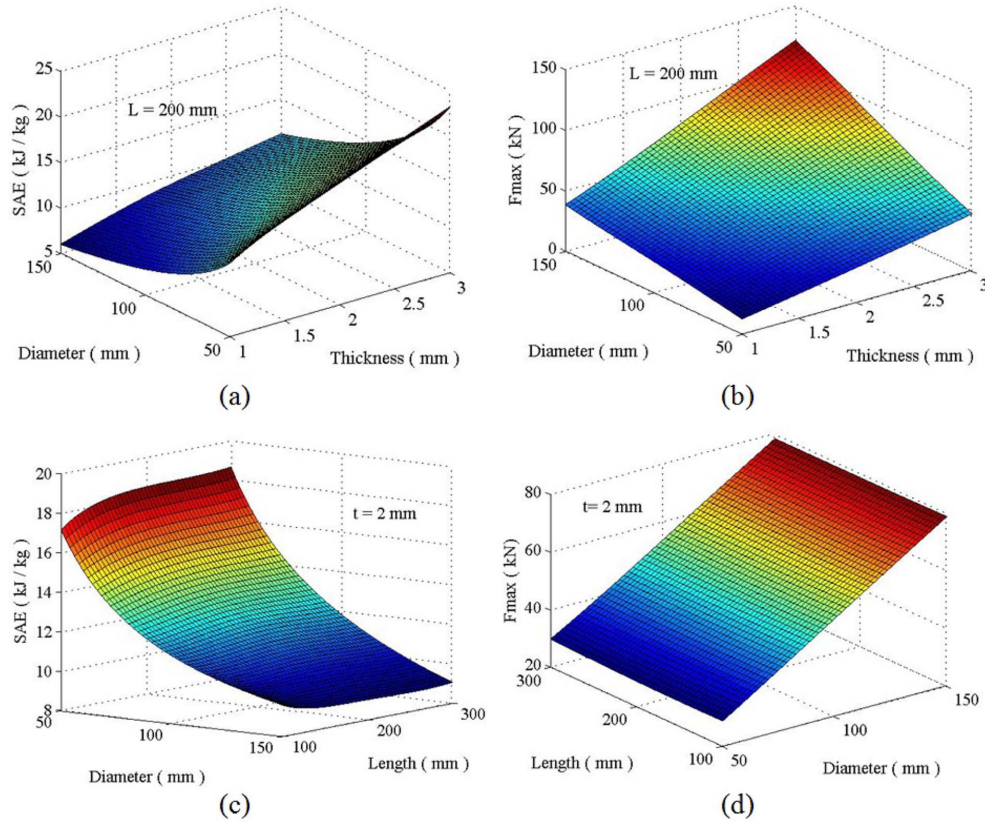 25
20
15
10
5
SAE ( kJ / kg )
L = 200 mm
150
100
50
Diameter ( mm )
1
1.5
2
2.5
3
Thickness ( mm )
(a)
150
100
50
0
Fmax ( kN )
L = 200 mm
150
100
50
Diameter ( mm )
1
1.5
2
2.5
3
Thickness ( mm )
(b)
20
18
16
14
12
10
8
SAE ( kJ / kg )
t = 2 mm
50
100
150
Diameter ( mm )
100
200
300
Length ( mm )
(c)
80
60
40
20
Fmax ( kN)
t= 2 mm
300
200
100
Length ( mm )
50
100
150
Diameter ( mm )
(d)